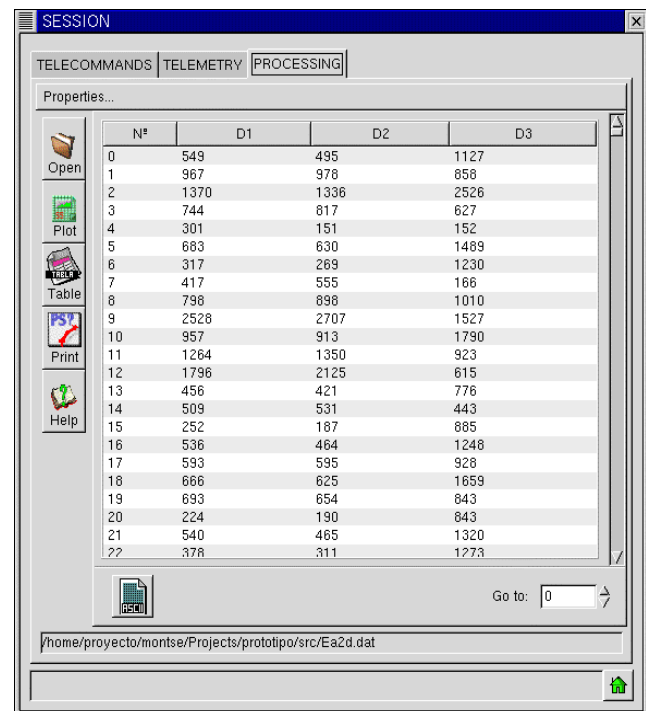 SESSION
TELECOMMANDS TELEMETRY PROCESSING
Properties...
Open
Plot
TABLA
Table
PS?
Print
Help
Nº D1 D2 D3
0 549 495 1127
1 967 978 858
2 1370 1336 2526
3 744 817 627
4 301 151 152
5 683 630 1489
6 317 269 1230
7 417 555 166
8 798 898 1010
9 2528 2707 1527
10 957 913 1790
11 1264 1350 923
12 1796 2125 615
13 456 421 776
14 509 531 443
15 252 187 885
16 536 464 1248
17 593 595 928
18 666 625 1659
19 693 654 843
20 224 190 843
21 540 465 1320
22 378 311 1273
ASCII
Go to: 0
/home/proyecto/montse/Projects/prototipo/src/Ea2d.dat